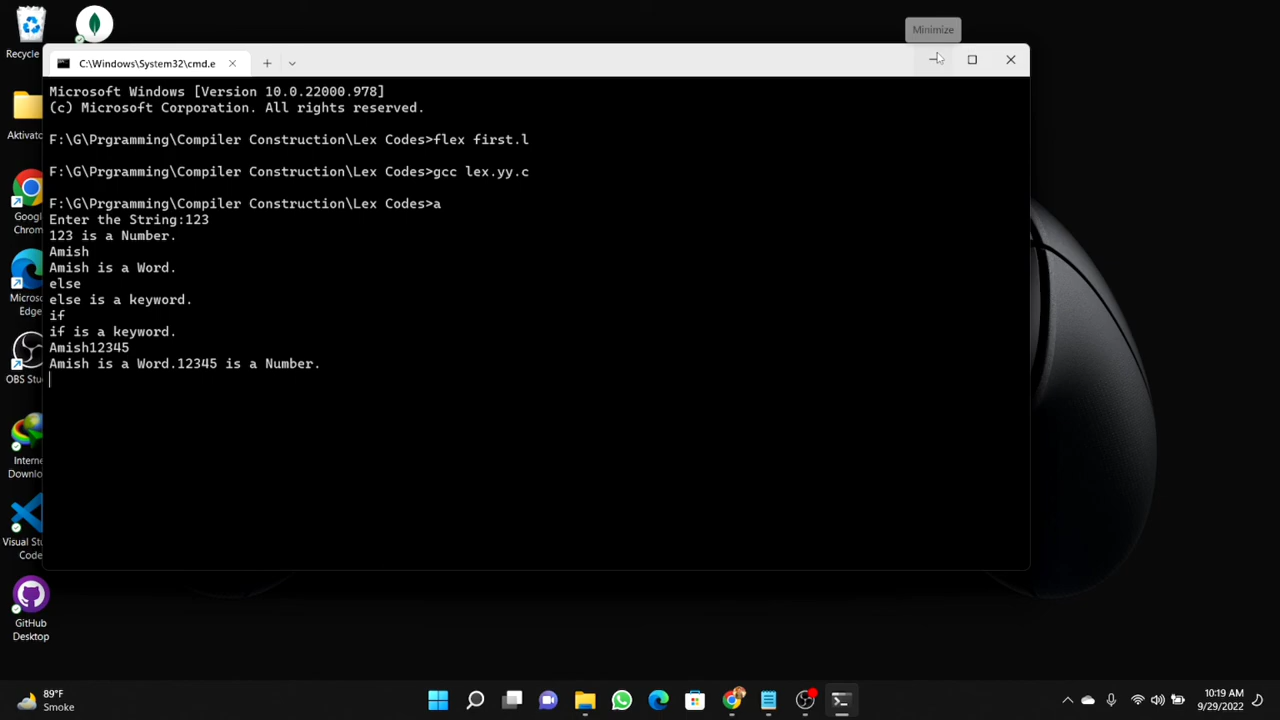 Minimize
Recycle
C:\Windows\System32\cmd.e
Microsoft Windows [Version 10.0.22000.978]
(c) Microsoft Corporation. All rights reserved.
F:\G\Prgramming\Compiler Construction\Lex Codes>flex first.l
F:\G\Prgramming\Compiler Construction\Lex Codes>gcc lex.yy.c
F:\G\Prgramming\Compiler Construction\Lex Codes>a
Enter the String:123
123 is a Number.
Amish
Amish is a Word.
else
else is a keyword.
if
if is a keyword.
Amish12345
Amish is a Word.12345 is a Number.
Aktivato
Googl
Chrom
Micros
Edge
OBS Stu
Intern
Downlo
Visual Stu
Code
GitHub
Desktop
89°F
Smoke
10:19 AM
9/29/2022